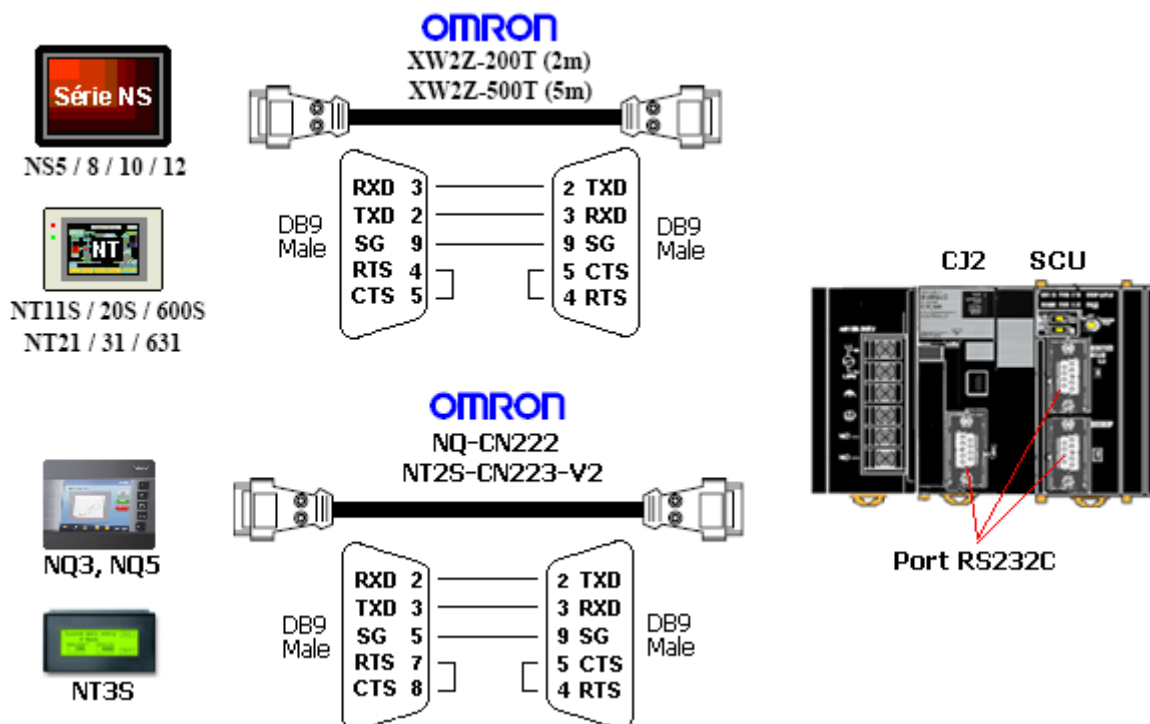 OMRON
XW2Z-200T (2m)
XW2Z-500T (5m)
Série NS
NS5 / 8 / 10 / 12
RXD 3 2 TXD
TXD 2 3 RXD
SG 9 9 SG
RTS 4 5 CTS
CTS 5 4 RTS
DB9
Male
DB9
Male
NT
NT11S / 20S / 600S
NT21 / 31 / 631
CJ2 SCU
Port RS232C
OMRON
NQ-CN222
NT2S-CN223-V2
NQ3, NQ5
RXD 2 2 TXD
TXD 3 3 RXD
SG 5 9 SG
RTS 7 5 CTS
CTS 8 4 RTS
DB9
Male
DB9
Male
NT3S